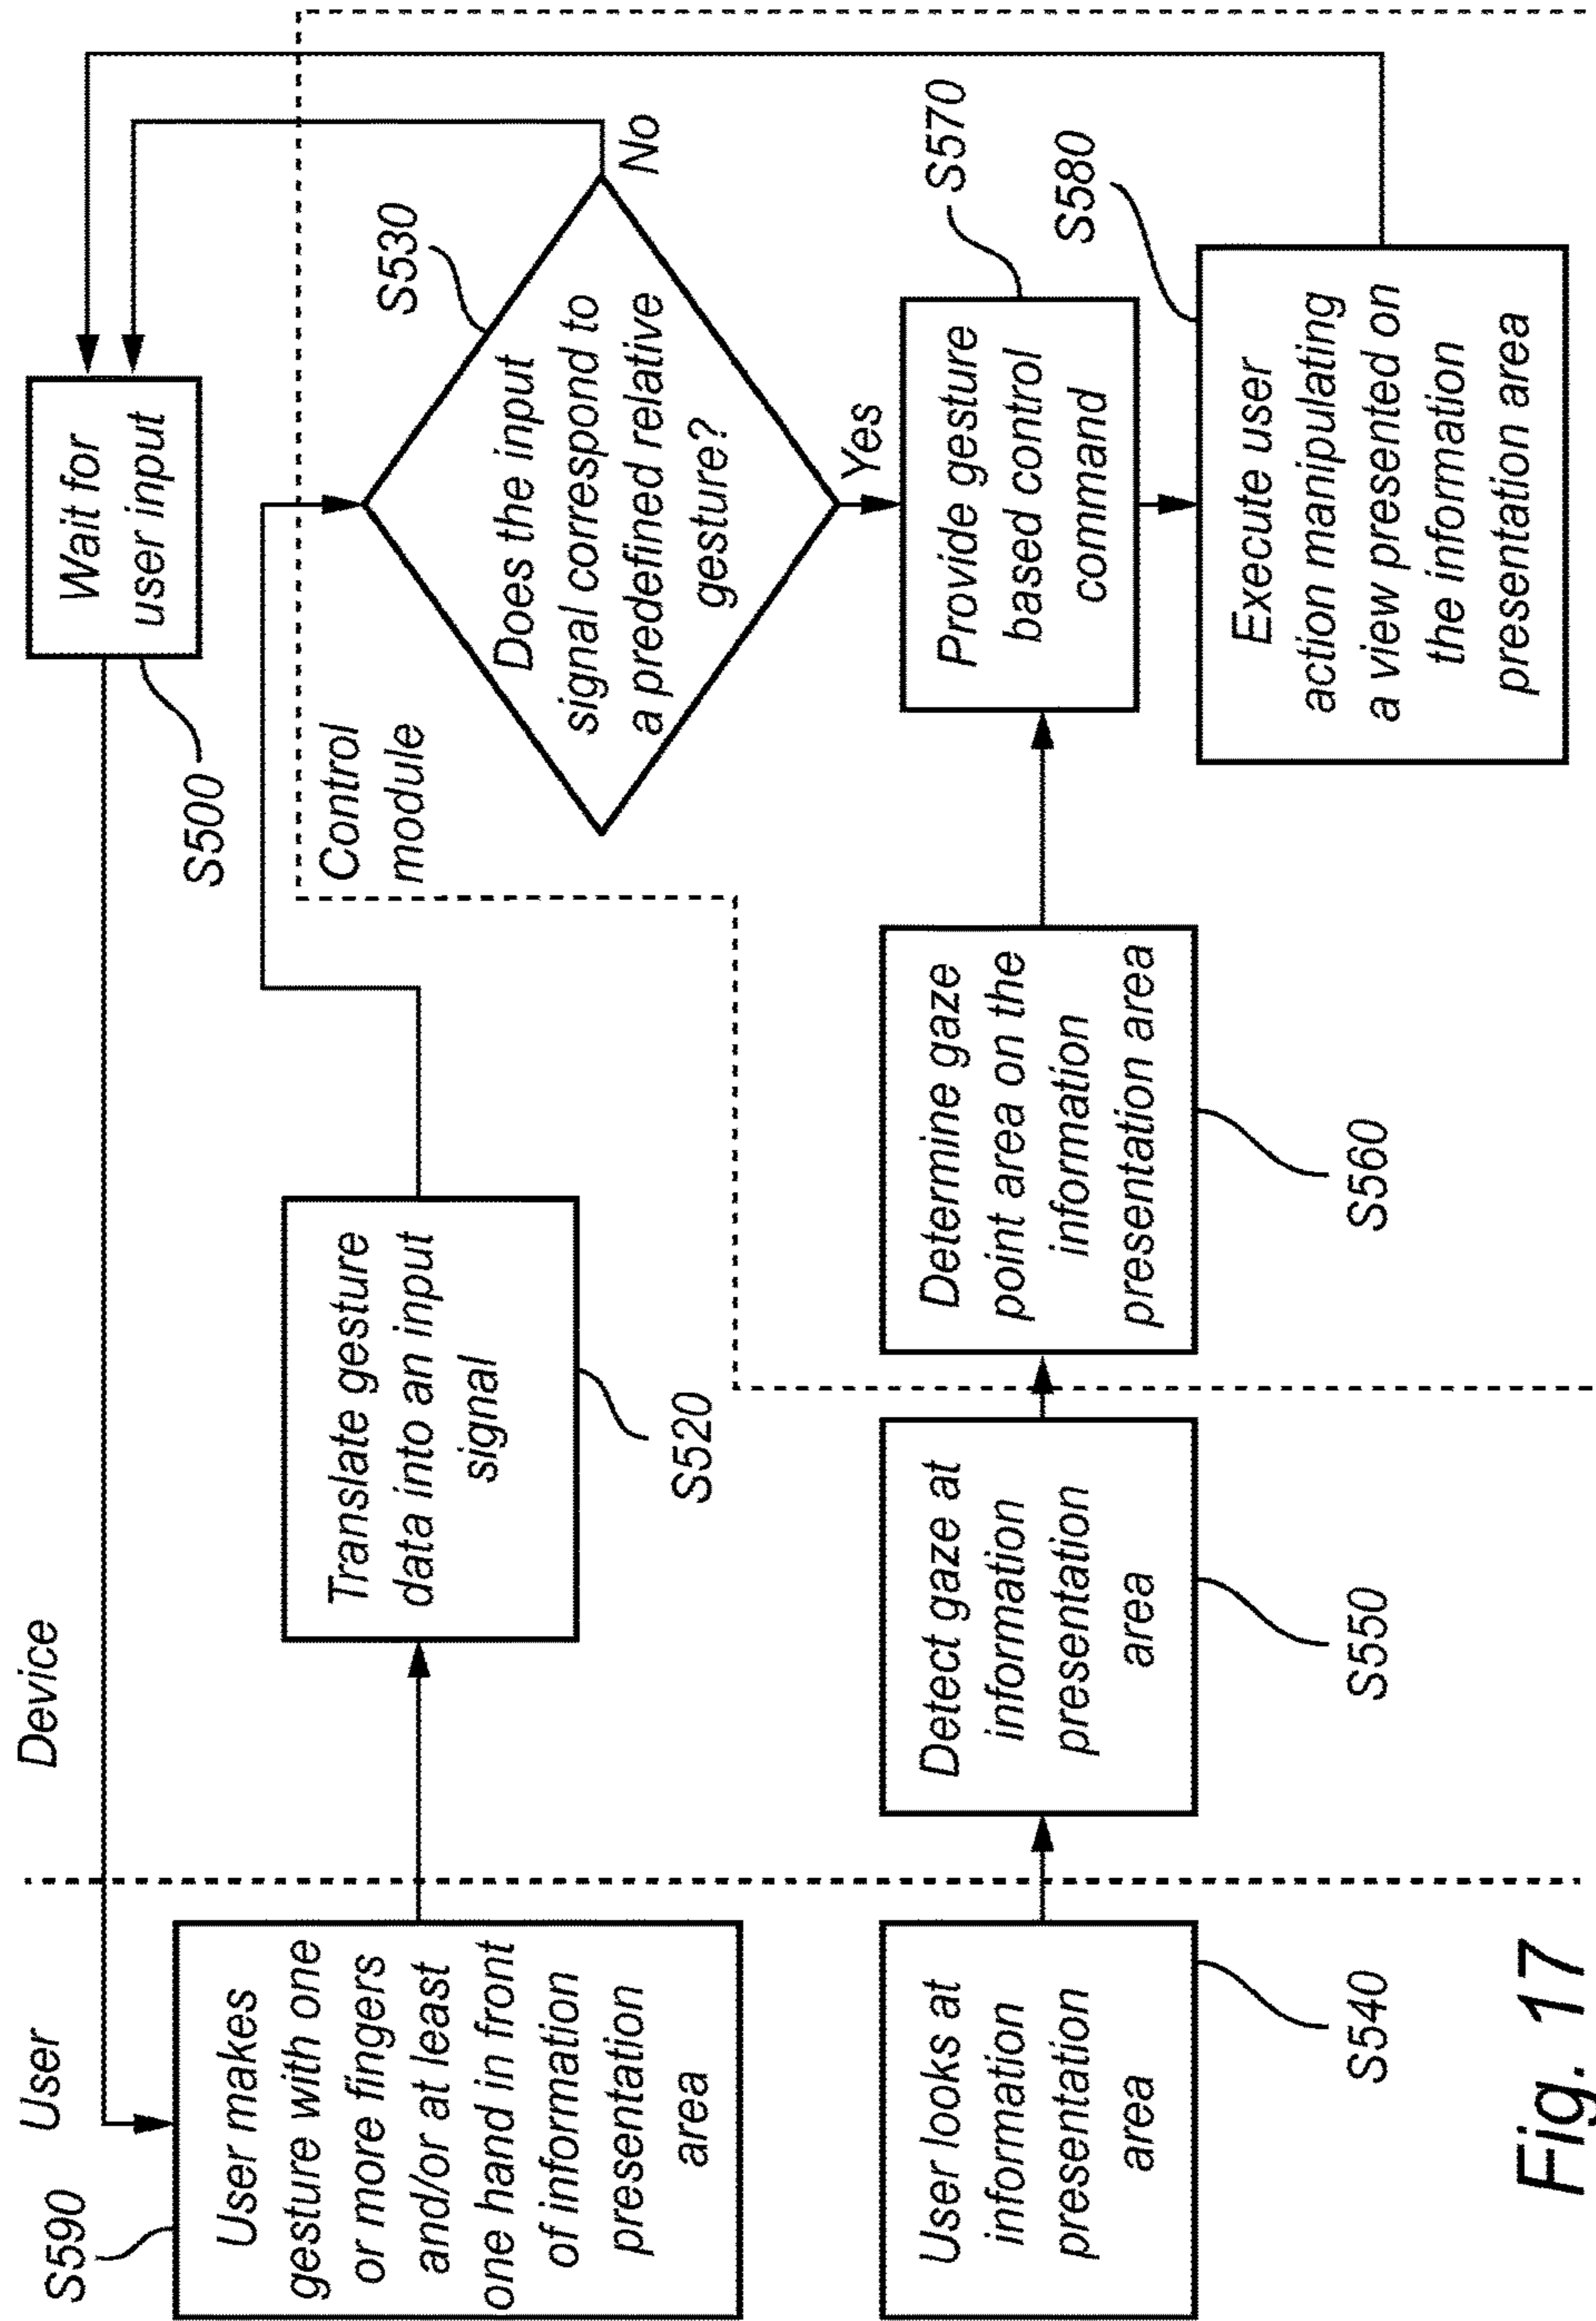 User
Device
S590
User makes
gesture with one
or more fingers
and/or at least
one hand in front
of information
presentation
area
Translate gesture
data into an input
signal
S520
Wait for
user input
S500
Control
module
Does the input
signal correspond to
a predefined relative
gesture?
S530
No
Yes
User looks at
information
presentation
area
S540
Detect gaze at
information
presentation
area
S550
Determine gaze
point area on the
information
presentation area
S560
Provide gesture
based control
command
S570
Execute user
action manipulating
a view presented on
the information
presentation area
S580
Fig. 17